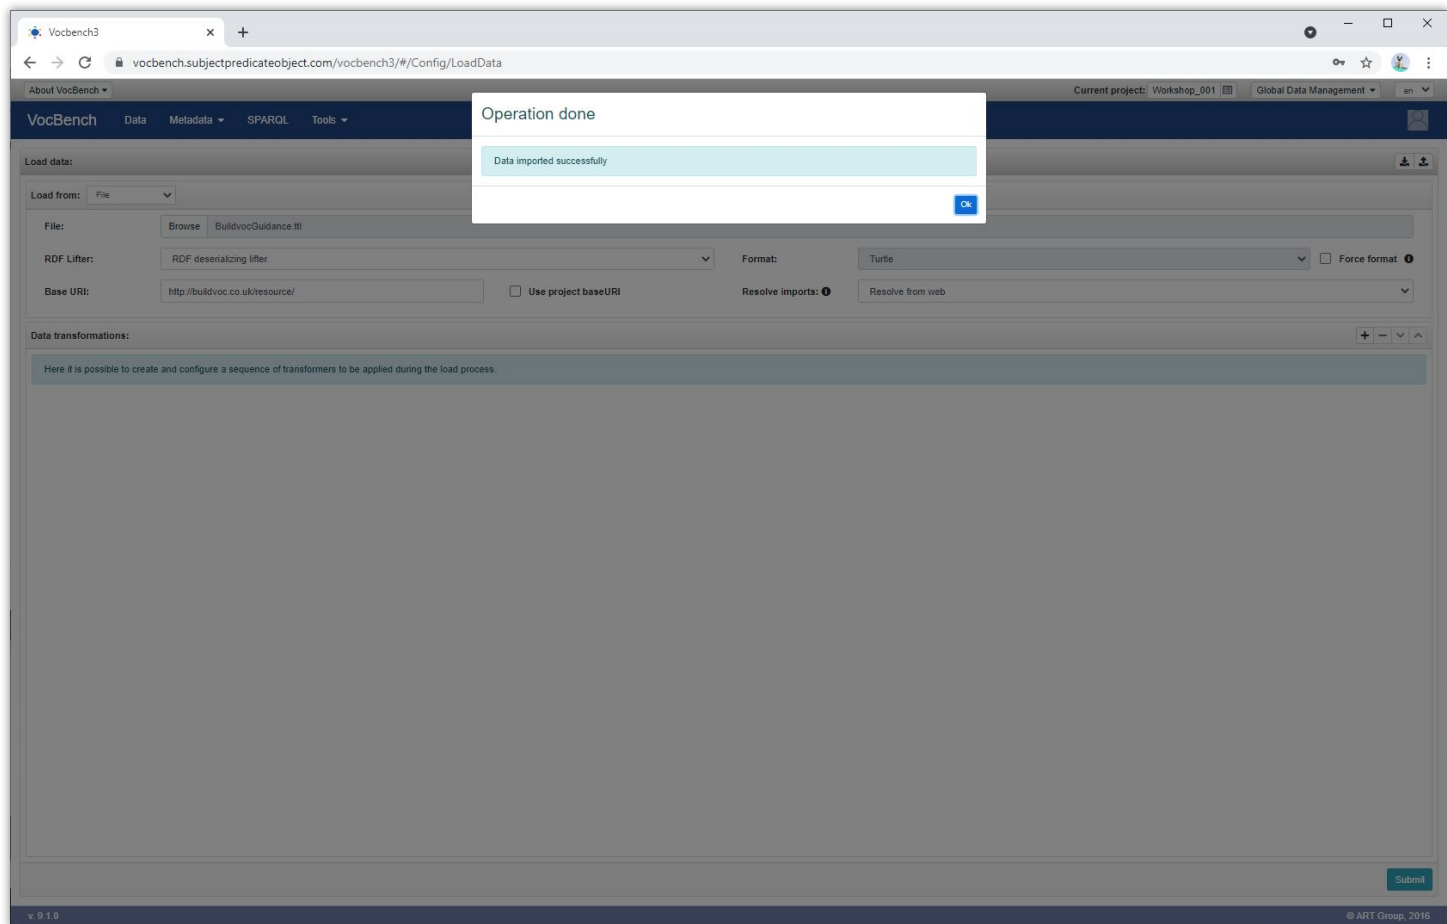 Vocbench3
vocbench.subjectpredicateobject.com/vocbench3/#/Config/LoadData
About VocBench
Current project: Workshop_001
Global Data Management
en
VocBench Data Metadata SPARQL Tools
Operation done
Data imported successfully
Ok
Load data:
Load from: File
File: Browse BuildvocGuidance.ttl
RDF Lifter: RDF deserializing lifter Format: Turtle Force format
Base URI: http://buildvoc.co.uk/resource/ Use project baseURI Resolve imports: Resolve from web
Data transformations:
Here it is possible to create and configure a sequence of transformers to be applied during the load process.
Submit
v. 9.1.0 © ART Group, 2016